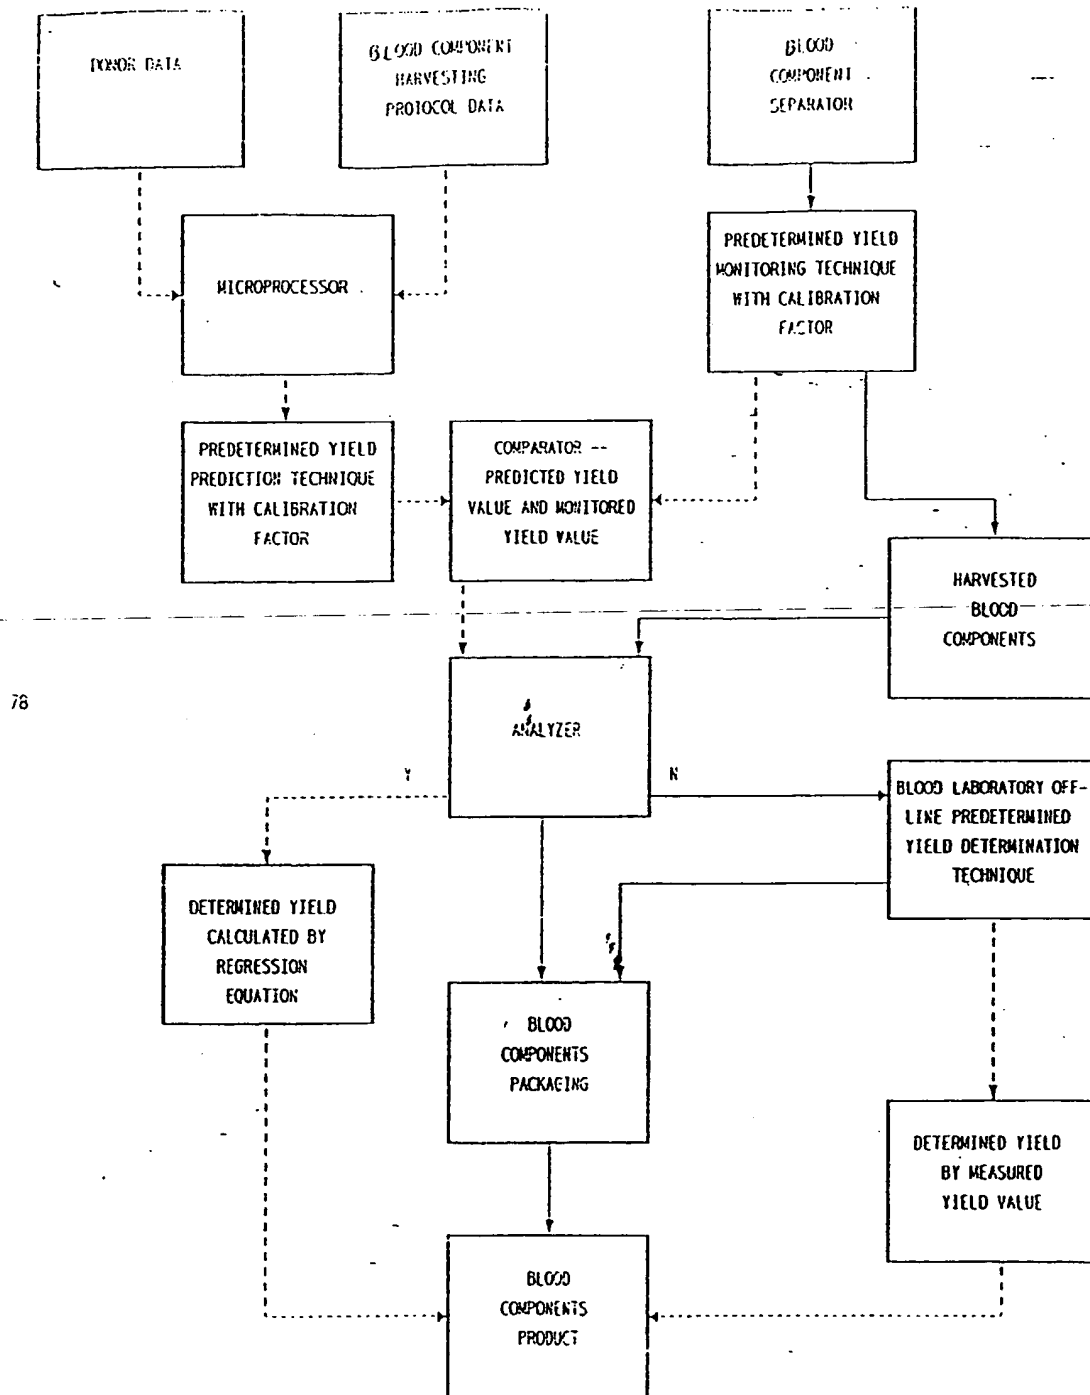 DONOR DATA
BLOOD COMPONENT
HARVESTING
PROTOCOL DATA
BLOOD
COMPONENT
SEPARATOR
MICROPROCESSOR
PREDETERMINED YIELD
MONITORING TECHNIQUE
WITH CALIBRATION
FACTOR
PREDETERMINED YIELD
PREDICTION TECHNIQUE
WITH CALIBRATION
FACTOR
COMPARATOR --
PREDICTED YIELD
VALUE AND MONITORED
YIELD VALUE
HARVESTED
BLOOD
COMPONENTS
78
ANALYZER
Y
N
BLOOD LABORATORY OFF-
LINE PREDETERMINED
YIELD DETERMINATION
TECHNIQUE
DETERMINED YIELD
CALCULATED BY
REGRESSION
EQUATION
BLOOD
COMPONENTS
PACKAGING
DETERMINED YIELD
BY MEASURED
YIELD VALUE
BLOOD
COMPONENTS
PRODUCT